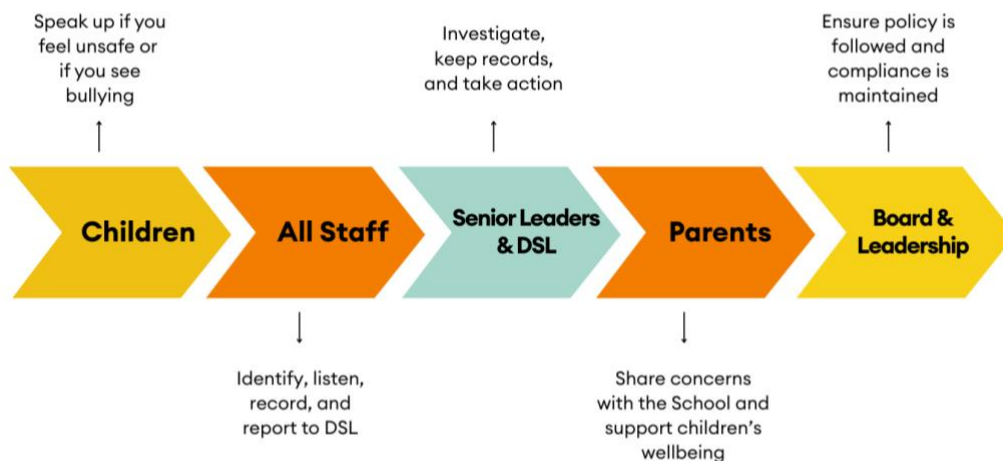 Speak up if you
feel unsafe or
if you see
bullying
Investigate,
keep records,
and take action
Ensure policy is
followed and
compliance is
maintained
Children
All Staff
Senior Leaders
& DSL
Parents
Board &
Leadership
Identify, listen,
record, and
report to DSL
Share concerns
with the School and
support children’s
wellbeing